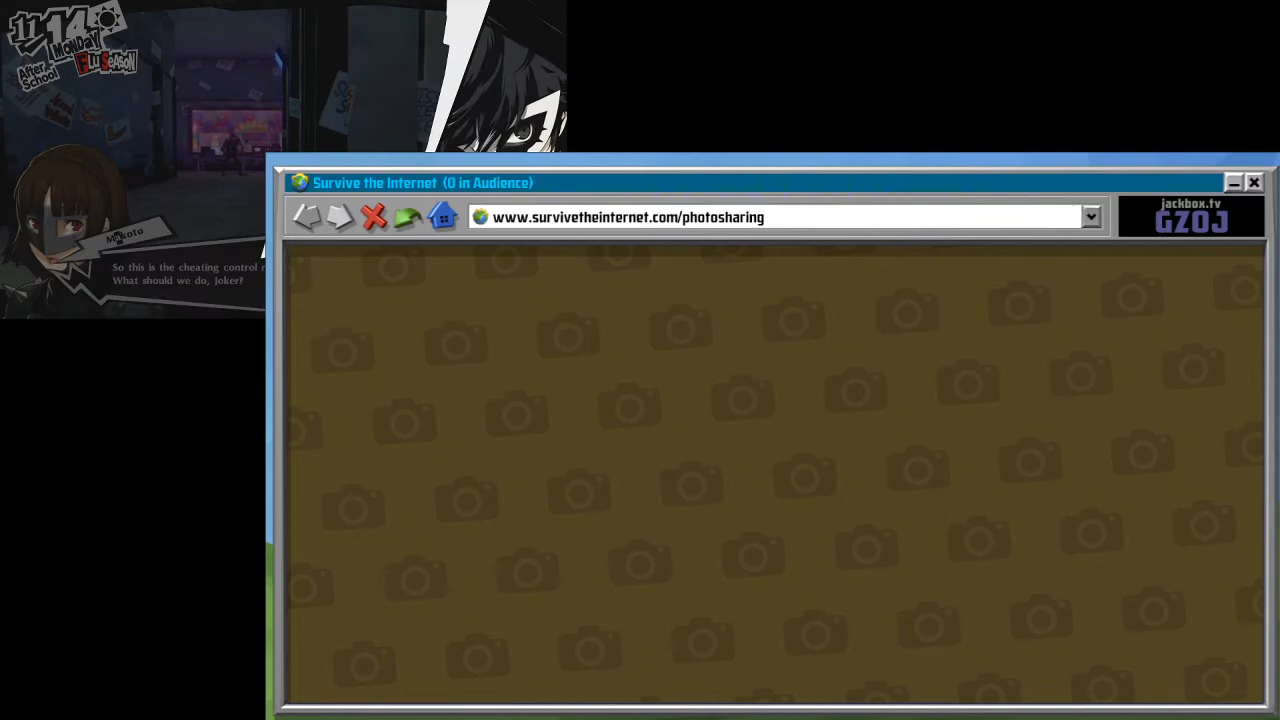 11/14
MONDAY
FLU SEASON
After School
Makoto
So this is the cheating control
What should we do, Joker?
Survive the Internet (0 in Audience)
www.survivetheinternet.com/photosharing
jackbox.tv
GZOJ